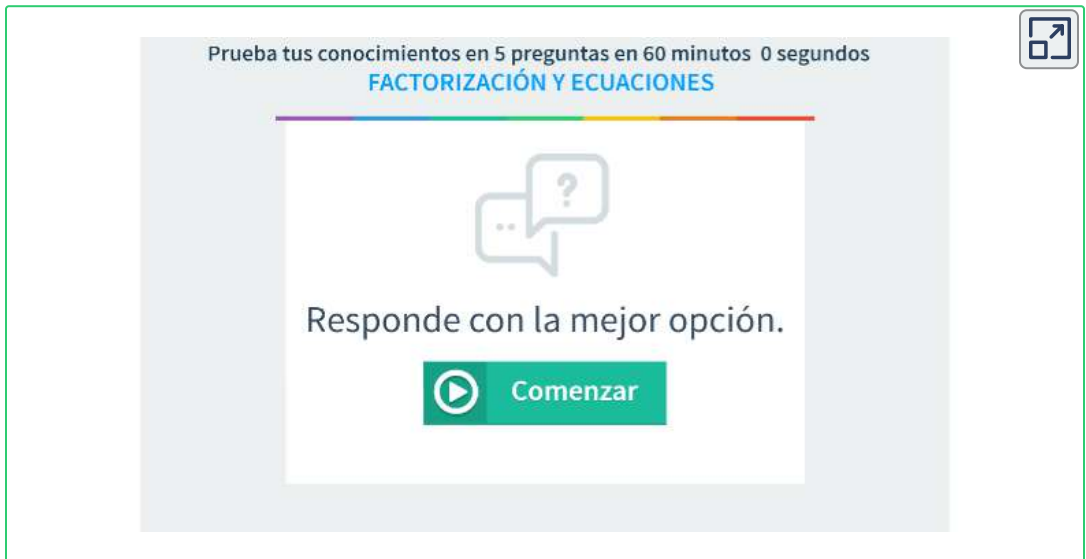 Prueba tus conocimientos en 5 preguntas en 60 minutos 0 segundos
FACTORIZACIÓN Y ECUACIONES
?
Responde con la mejor opción.
Comenzar